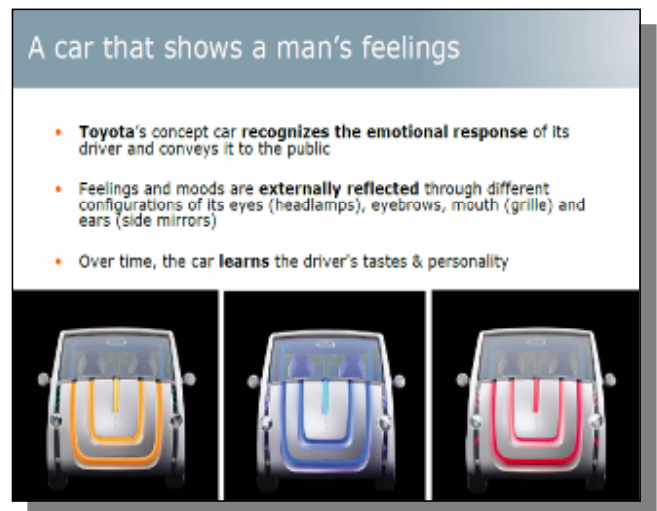 A car that shows a man's feelings
• Toyota's concept car recognizes the emotional response of its
driver and conveys it to the public
• Feelings and moods are externally reflected through different
configurations of its eyes (headlamps), eyebrows, mouth (grille) and
ears (side mirrors)
• Over time, the car learns the driver's tastes & personality